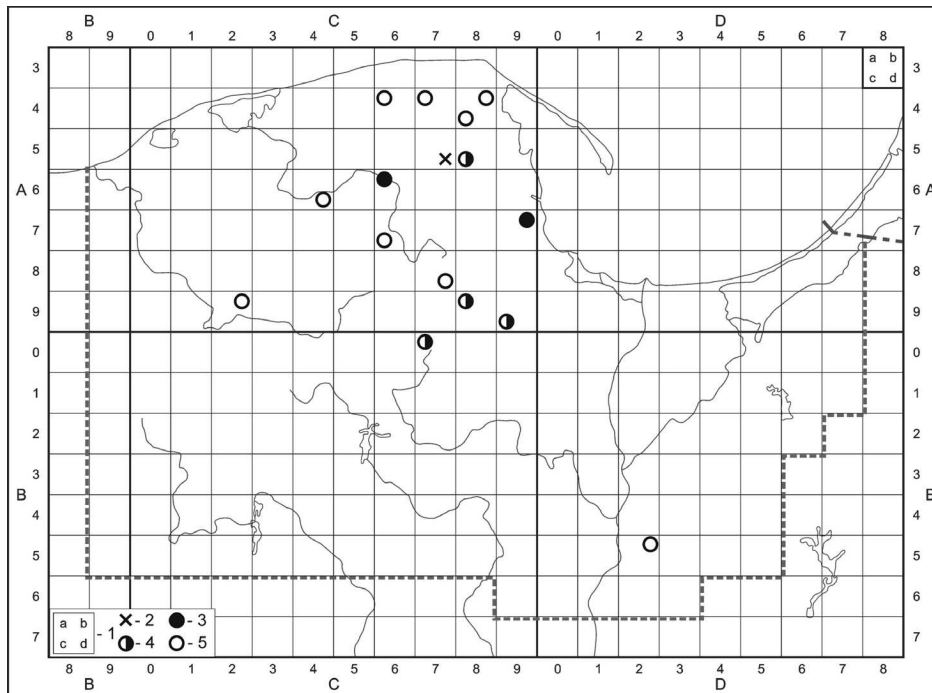 B C D
8 9 0 1 2 3 4 5 6 7 8 9 0 1 2 3 4 5 6 7 8
3 a b 3
c d
4 4
5 5
A 6 6 A
7 7
8 8
9 9
0 0
1 1
2 2
3 3
B 4 4 B
5 5
6 6
a b - 1 × - 2 - 3
c d - 4 - 5
7 7
8 9 0 1 2 3 4 5 6 7 8 9 0 1 2 3 4 5 6 7 8
B C D